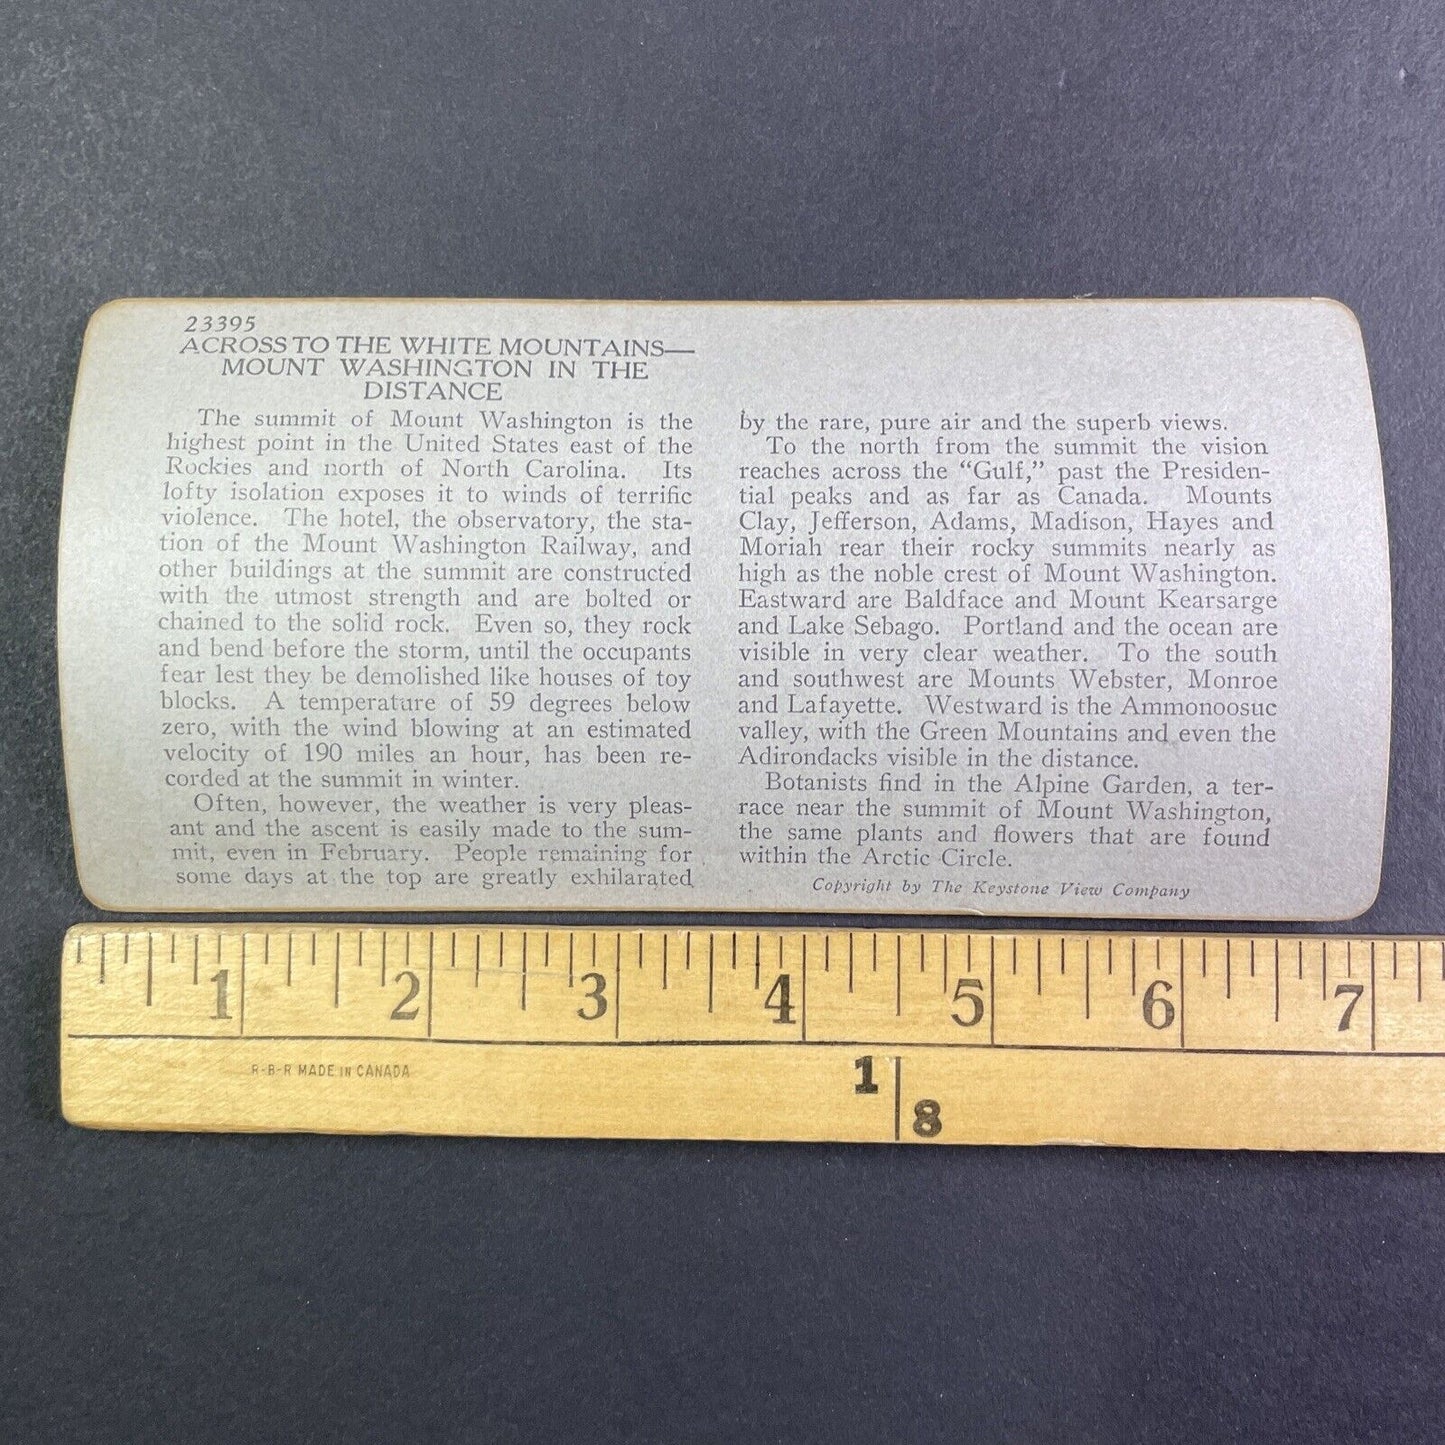 23395
ACROSS TO THE WHITE MOUNTAINS—
MOUNT WASHINGTON IN THE
DISTANCE
The summit of Mount Washington is the
highest point in the United States east of the
Rockies and north of North Carolina. Its
lofty isolation exposes it to winds of terrific
violence. The hotel, the observatory, the sta-
tion of the Mount Washington Railway, and
other buildings at the summit are constructed
with the utmost strength and are bolted or
chained to the solid rock. Even so, they rock
and bend before the storm, until the occupants
fear lest they be demolished like houses of toy
blocks. A temperature of 59 degrees below
zero, with the wind blowing at an estimated
velocity of 190 miles an hour, has been re-
corded at the summit in winter.
Often, however, the weather is very pleas-
ant and the ascent is easily made to the sum-
mit, even in February. People remaining for
some days at the top are greatly exhilarated
by the rare, pure air and the superb views.
To the north from the summit the vision
reaches across the “Gulf,” past the Presiden-
tial peaks and as far as Canada. Mounts
Clay, Jefferson, Adams, Madison, Hayes and
Moriah rear their rocky summits nearly as
high as the noble crest of Mount Washington.
Eastward are Baldface and Mount Kearsarge
and Lake Sebago. Portland and the ocean are
visible in very clear weather. To the south
and southwest are Mounts Webster, Monroe
and Lafayette. Westward is the Ammonoosuc
valley, with the Green Mountains and even the
Adirondacks visible in the distance.
Botanists find in the Alpine Garden, a ter-
race near the summit of Mount Washington,
the same plants and flowers that are found
within the Arctic Circle.
Copyright by The Keystone View Company
1 2 3 4 5 6 7
R-B-R MADE IN CANADA
1
8